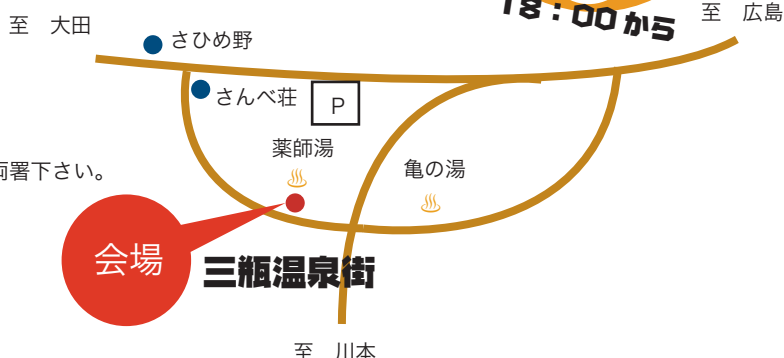 18：00から
至 広島
至 大田
さひめ野
さんべ荘
P
薬師湯
亀の湯
両署下さい。
会場
三瓶温泉街
至 川本